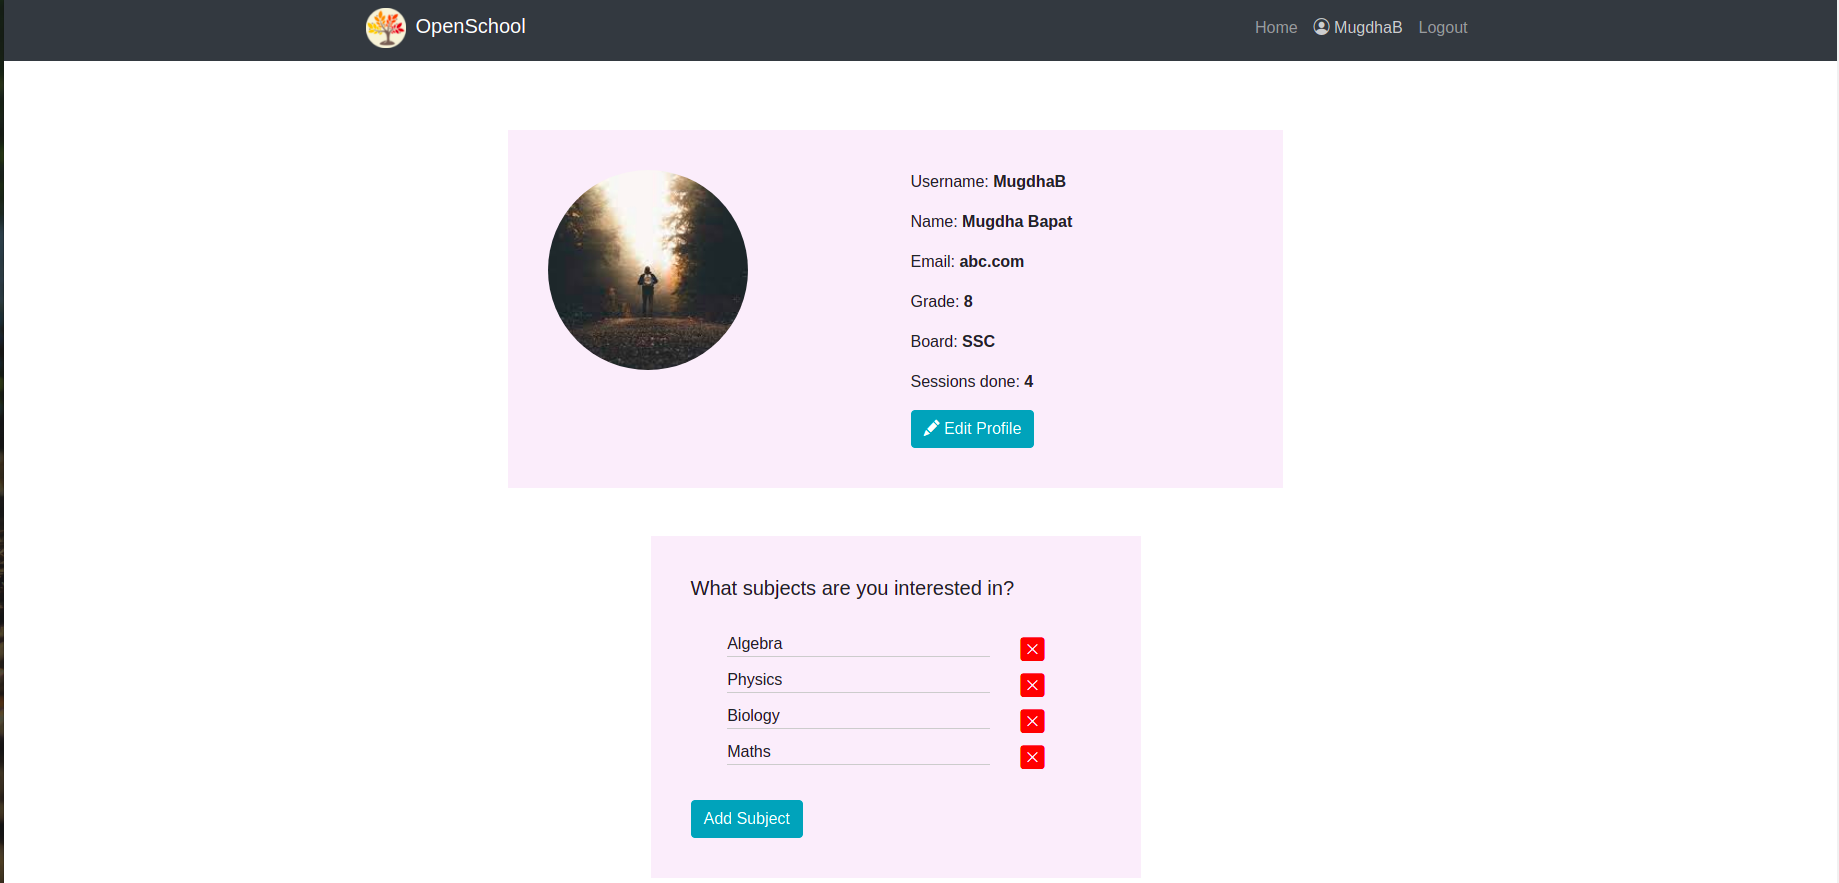 OpenSchool
Home MugdhaB Logout
Username: MugdhaB
Name: Mugdha Bapat
Email: abc.com
Grade: 8
Board: SSC
Sessions done: 4
Edit Profile
What subjects are you interested in?
Algebra
Physics
Biology
Maths
Add Subject